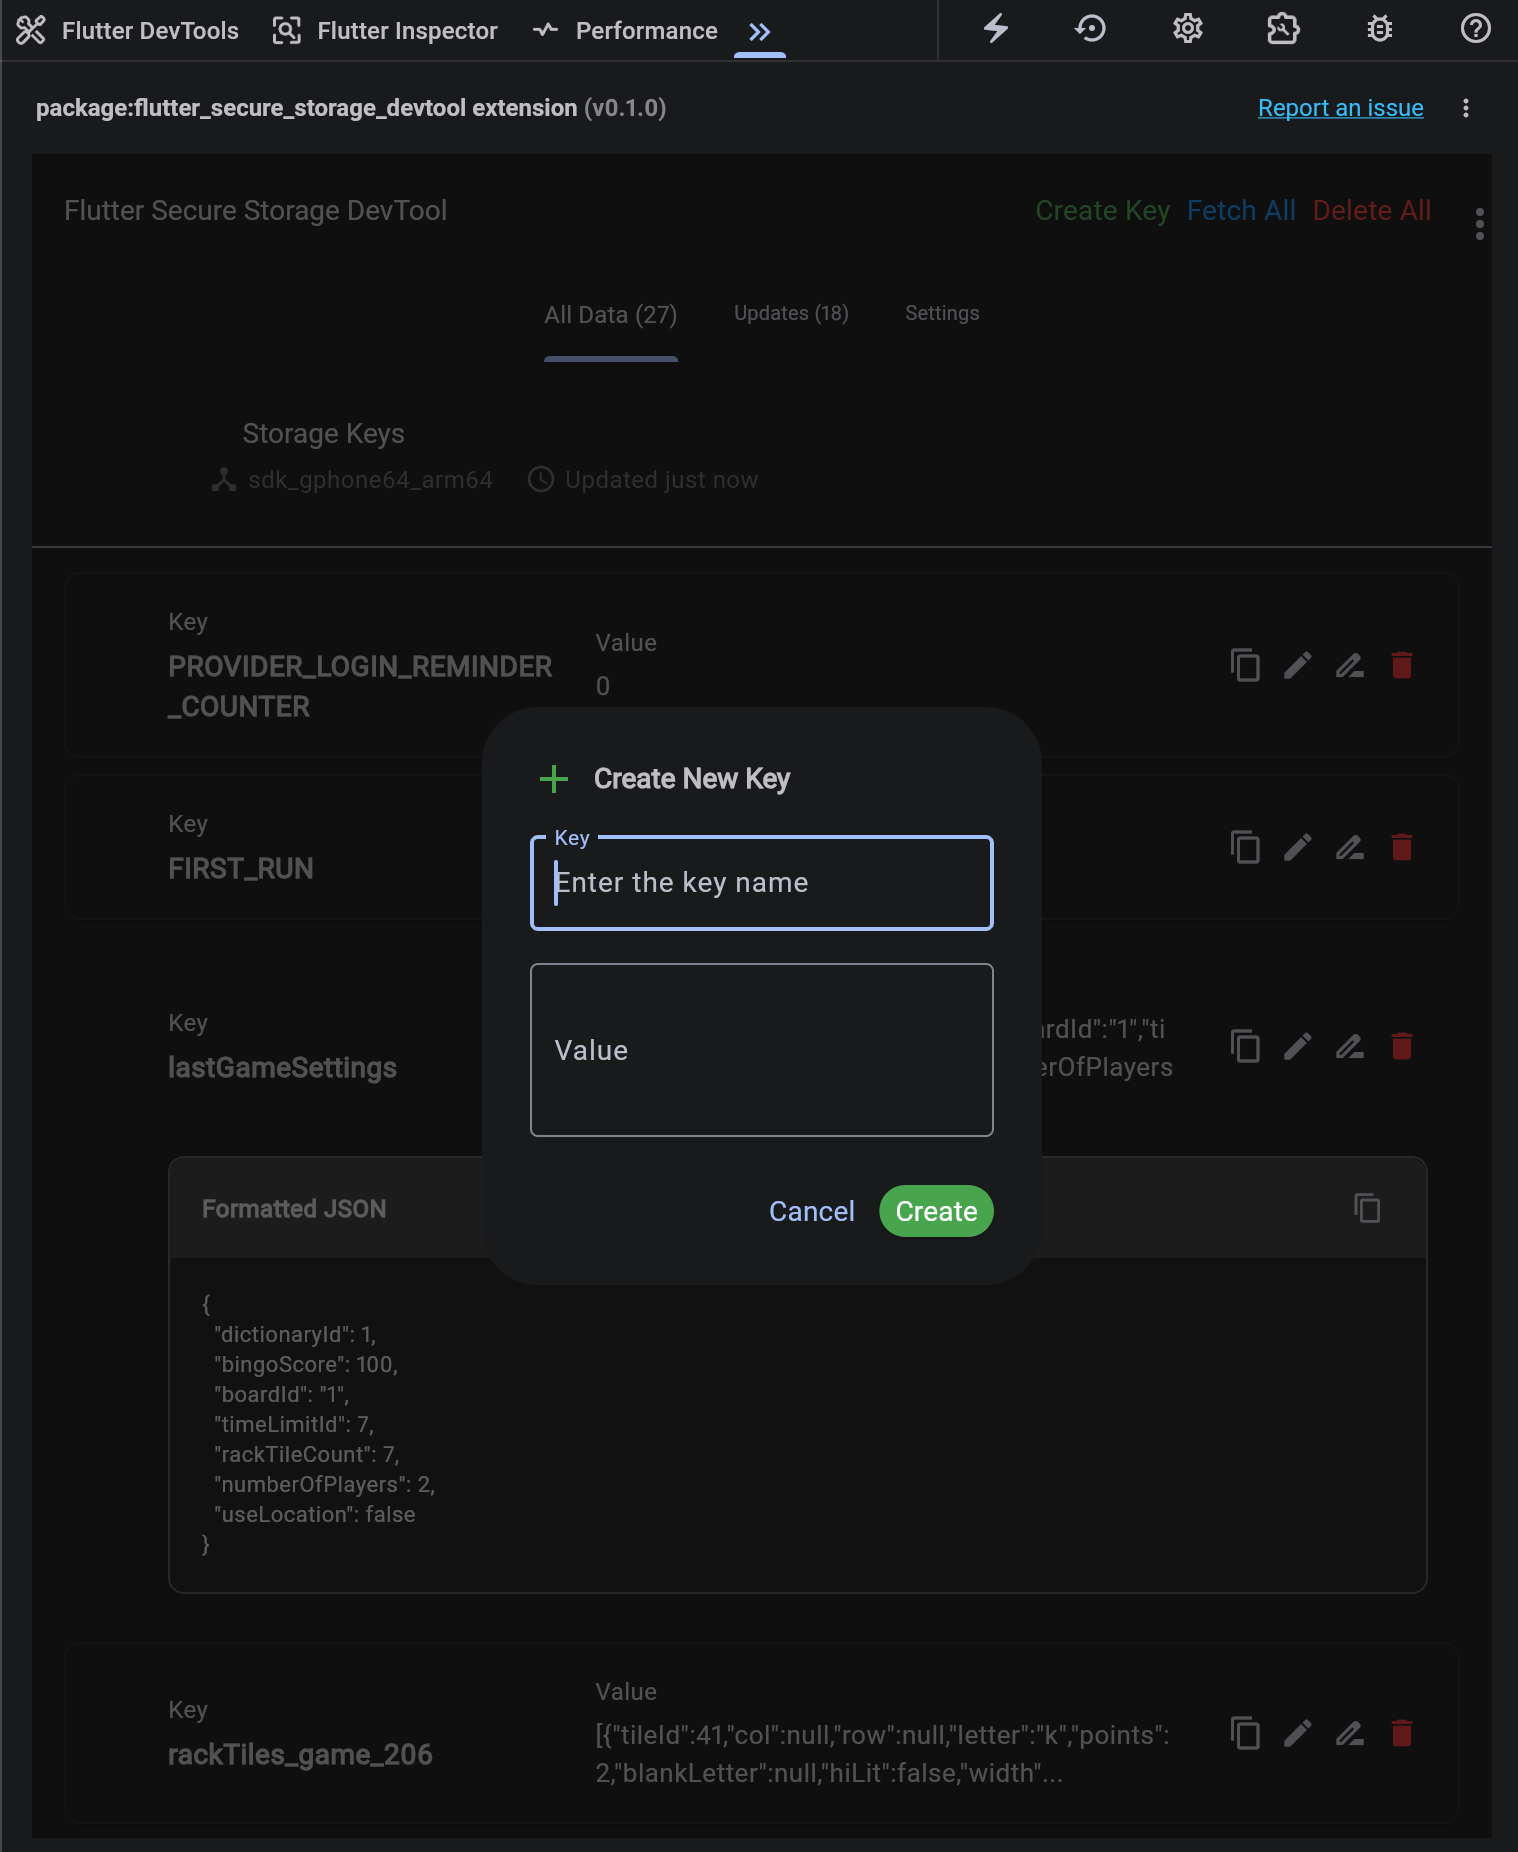 Flutter DevTools Flutter Inspector Performance
package:flutter_secure_storage_devtool extension (v0.1.0) Report an issue
Flutter Secure Storage DevTool Create Key Fetch All Delete All
All Data (27) Updates (18) Settings
Storage Keys
sdk_gphone64_arm64 Updated just now
Key
PROVIDER_LOGIN_REMINDER
_COUNTER
Value
0
Key
FIRST_RUN
Create New Key
Key
Enter the key name
Value
Cancel Create
Key
lastGameSettings
rdId":"1","ti
erOfPlayers
Formatted JSON
{
"dictionaryId": 1,
"bingoScore": 100,
"boardId": "1",
"timeLimitId": 7,
"rackTileCount": 7,
"numberOfPlayers": 2,
"useLocation": false
}
Key
rackTiles_game_206
Value
[{"tileId":41,"col":null,"row":null,"letter":"k","points":
2,"blankLetter":null,"hiLit":false,"width"...